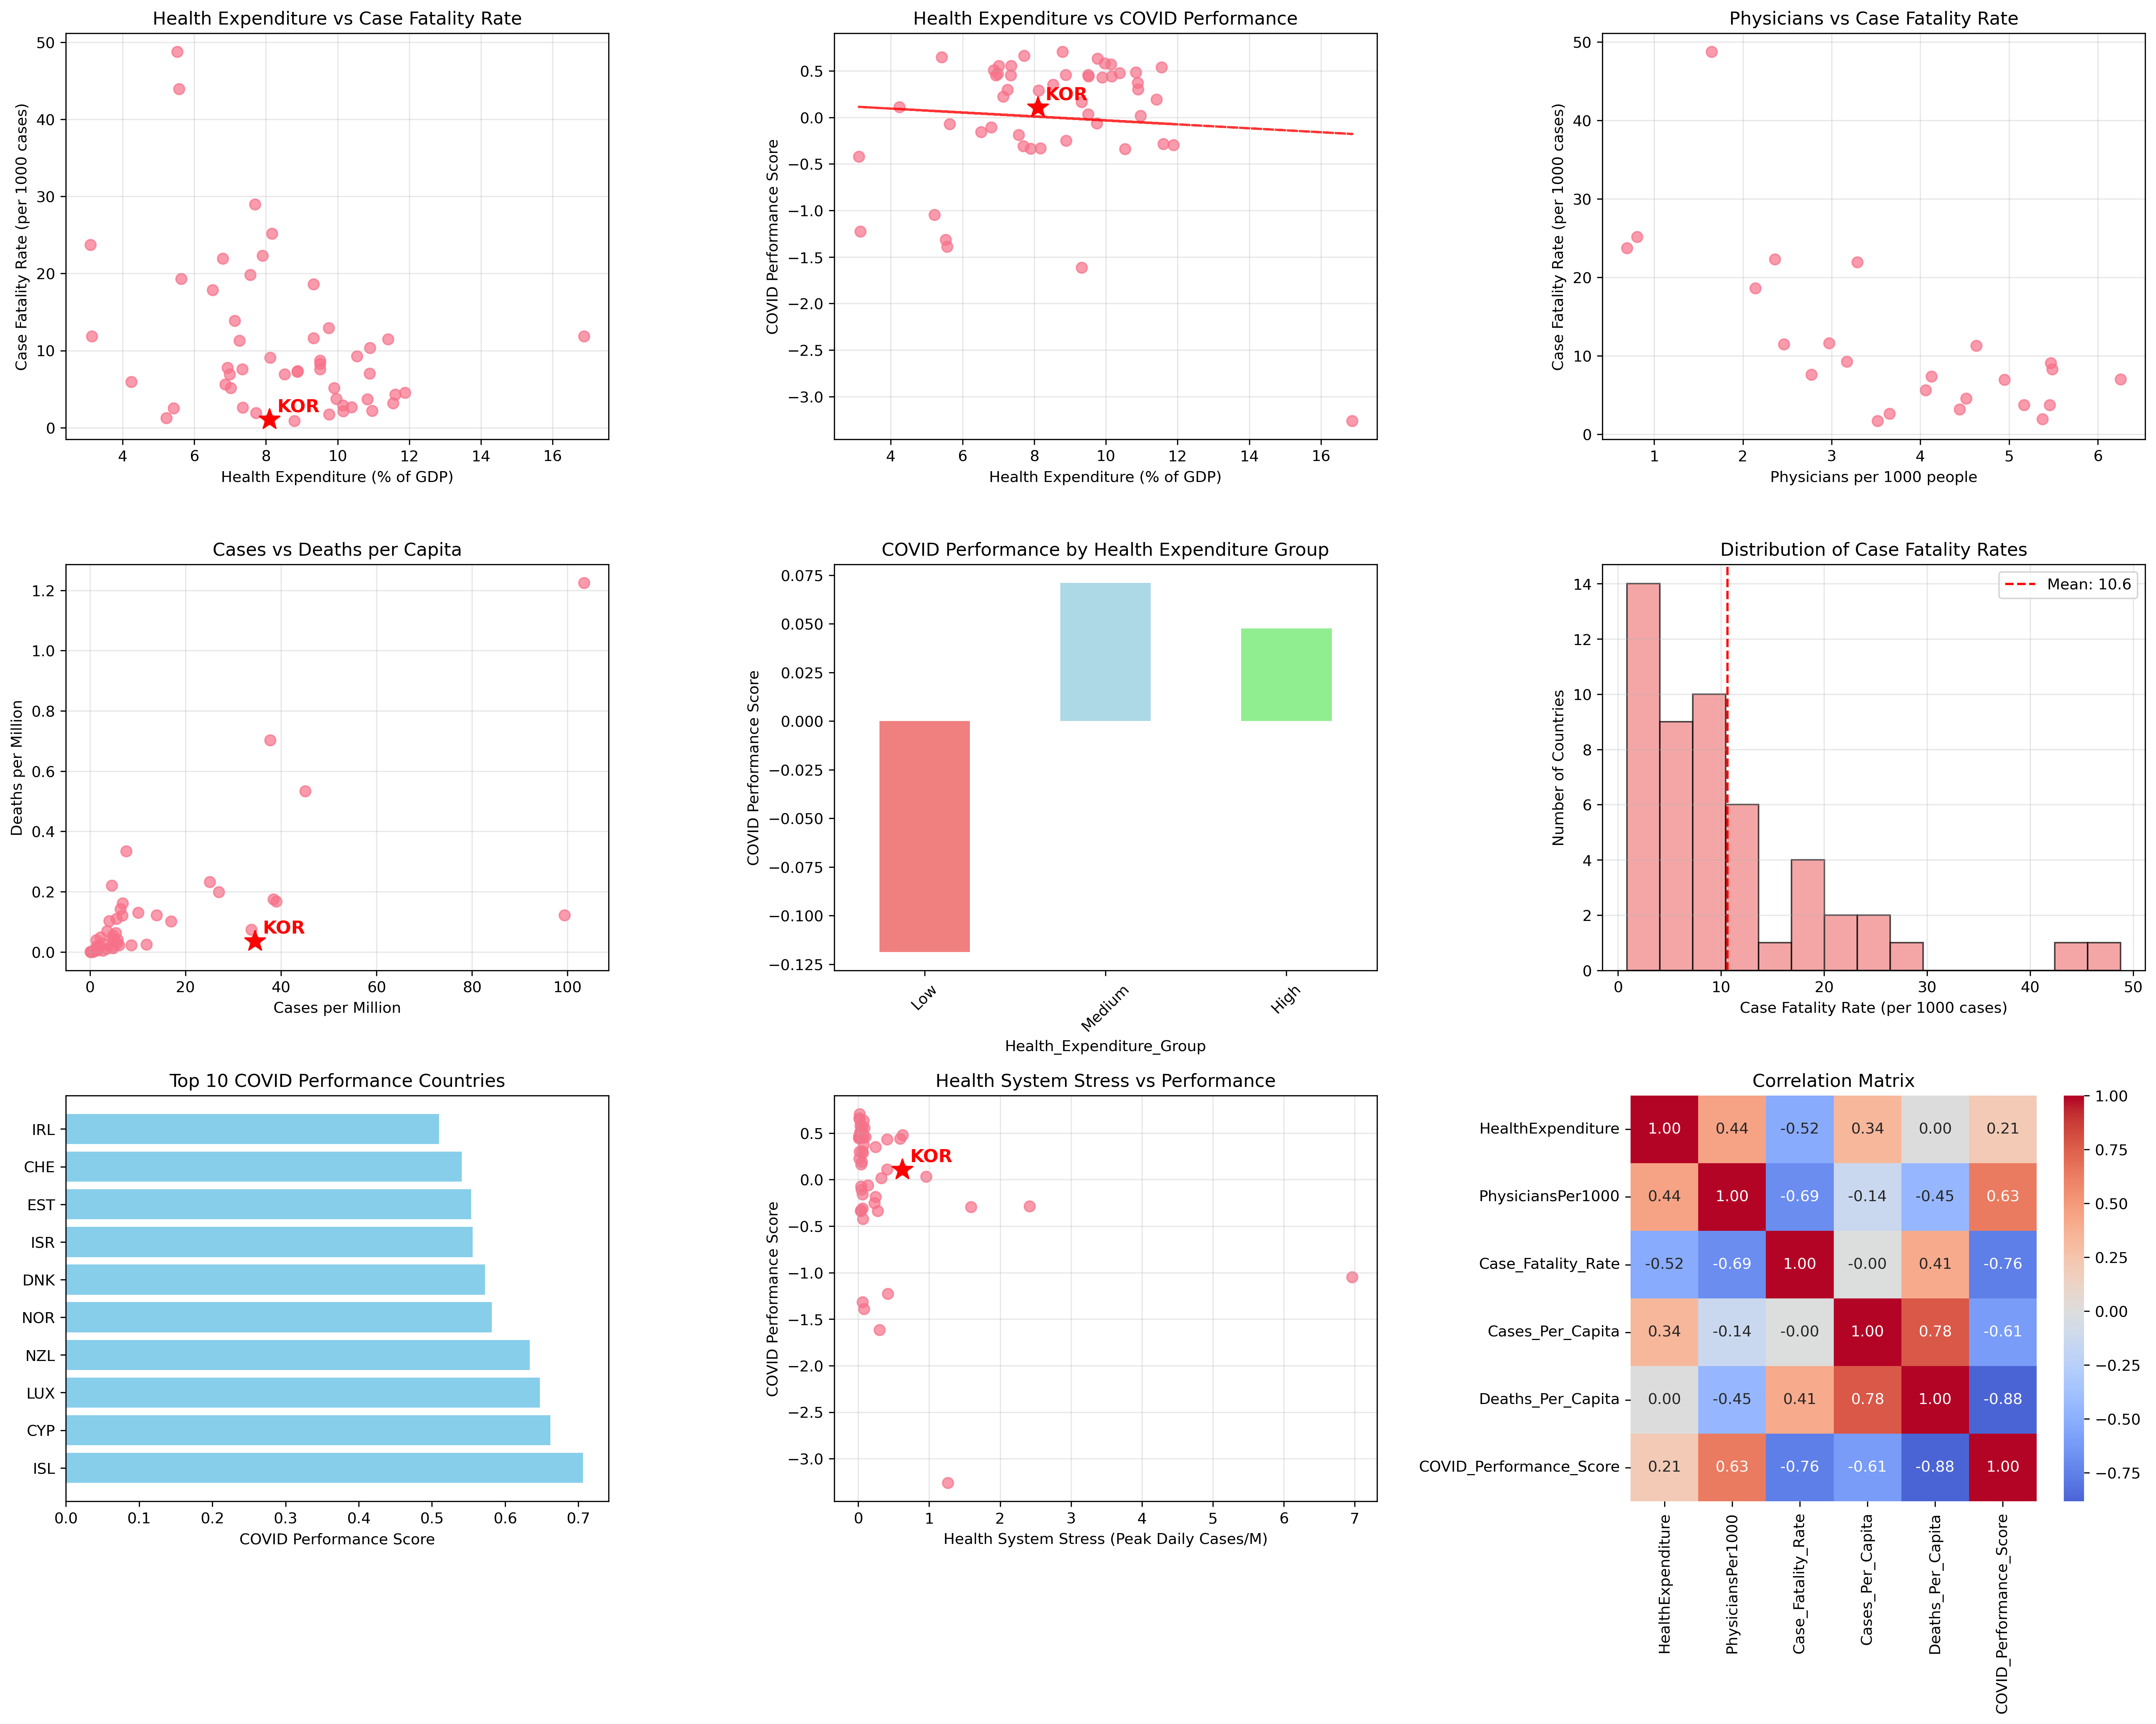 Health Expenditure vs Case Fatality Rate
Case Fatality Rate (per 1000 cases)
50
40
30
20
10
0
KOR
4 6 8 10 12 14 16
Health Expenditure (% of GDP)
Health Expenditure vs COVID Performance
COVID Performance Score
0.5
0.0
−0.5
−1.0
−1.5
−2.0
−2.5
−3.0
KOR
4 6 8 10 12 14 16
Health Expenditure (% of GDP)
Physicians vs Case Fatality Rate
Case Fatality Rate (per 1000 cases)
50
40
30
20
10
0
1 2 3 4 5 6
Physicians per 1000 people
Cases vs Deaths per Capita
Deaths per Million
1.2
1.0
0.8
0.6
0.4
0.2
0.0
KOR
0 20 40 60 80 100
Cases per Million
COVID Performance by Health Expenditure Group
COVID Performance Score
0.075
0.050
0.025
0.000
−0.025
−0.050
−0.075
−0.100
−0.125
Low Medium High
Health_Expenditure_Group
Distribution of Case Fatality Rates
Number of Countries
14
12
10
8
6
4
2
0
Mean: 10.6
0 10 20 30 40 50
Case Fatality Rate (per 1000 cases)
Top 10 COVID Performance Countries
IRL
CHE
EST
ISR
DNK
NOR
NZL
LUX
CYP
ISL
0.0 0.1 0.2 0.3 0.4 0.5 0.6 0.7
COVID Performance Score
Health System Stress vs Performance
COVID Performance Score
0.5
0.0
−0.5
−1.0
−1.5
−2.0
−2.5
−3.0
KOR
0 1 2 3 4 5 6 7
Health System Stress (Peak Daily Cases/M)
Correlation Matrix
HealthExpenditure 1.00 0.44 -0.52 0.34 0.00 0.21
PhysiciansPer1000 0.44 1.00 -0.69 -0.14 -0.45 0.63
Case_Fatality_Rate -0.52 -0.69 1.00 -0.00 0.41 -0.76
Cases_Per_Capita 0.34 -0.14 -0.00 1.00 0.78 -0.61
Deaths_Per_Capita 0.00 -0.45 0.41 0.78 1.00 -0.88
COVID_Performance_Score 0.21 0.63 -0.76 -0.61 -0.88 1.00
HealthExpenditure
PhysiciansPer1000
Case_Fatality_Rate
Cases_Per_Capita
Deaths_Per_Capita
COVID_Performance_Score
1.00
0.75
0.50
0.25
0.00
−0.25
−0.50
−0.75